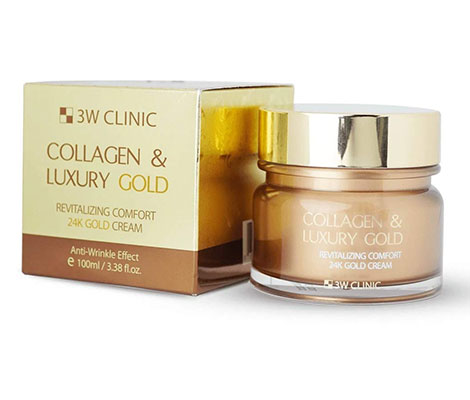 3W CLINIC
COLLAGEN &
LUXURY GOLD
REVITALIZING COMFORT
24K GOLD CREAM
Anti-Wrinkle Effect
e 100ml / 3.38 fl.oz.
COLLAGEN &
LUXURY GOLD
REVITALIZING COMFORT
24K GOLD CREAM
3W CLINIC